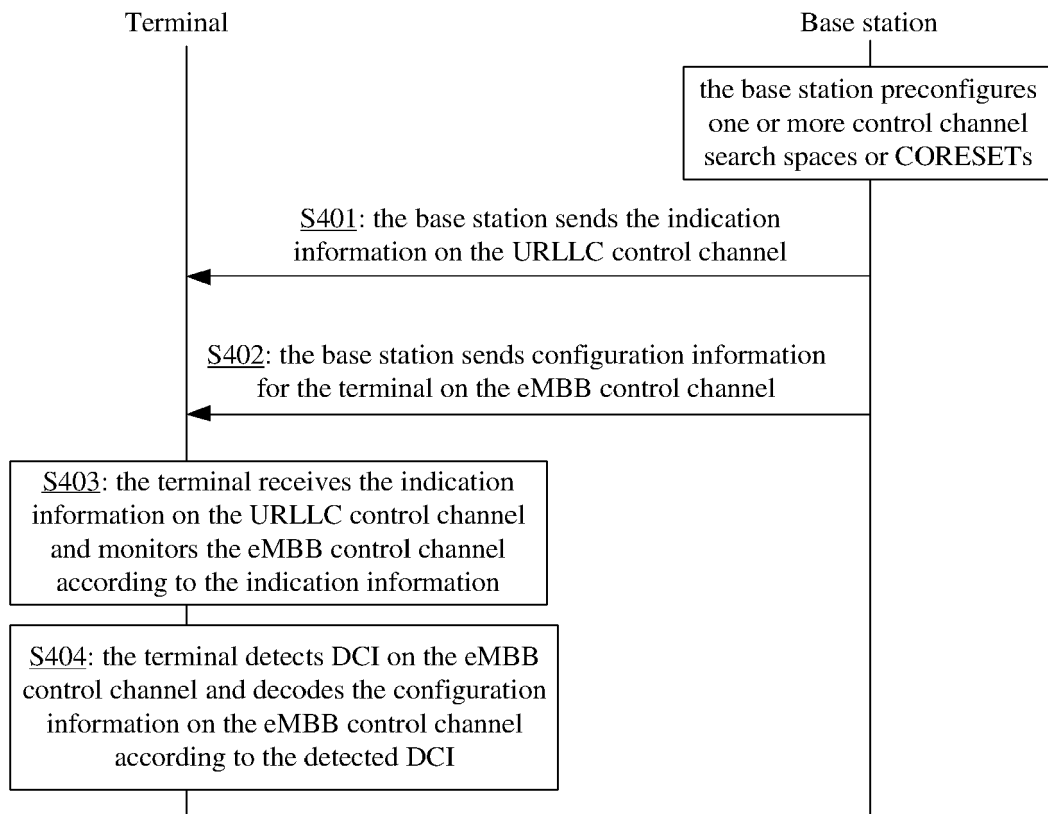 Terminal
Base station
the base station preconfigures
one or more control channel
search spaces or CORESETs
S401: the base station sends the indication
information on the URLLC control channel
S402: the base station sends configuration information
for the terminal on the eMBB control channel
S403: the terminal receives the indication
information on the URLLC control channel
and monitors the eMBB control channel
according to the indication information
S404: the terminal detects DCI on the eMBB
control channel and decodes the configuration
information on the eMBB control channel
according to the detected DCI